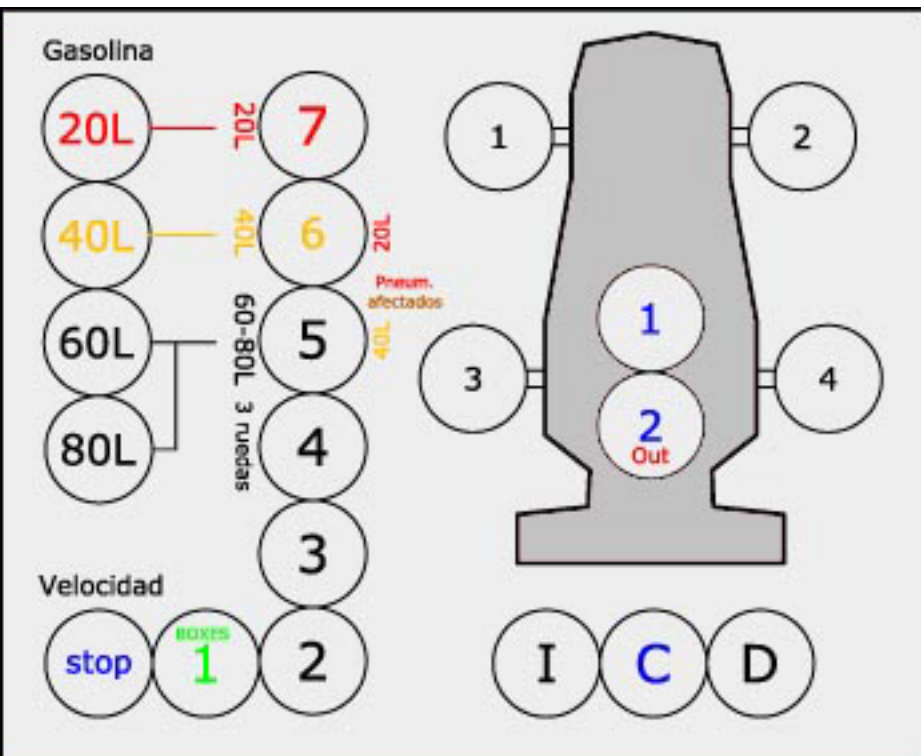 Gasolina
20L
40L
60L
80L
20L
40L
60-80L 3 ruedas
7
6
5
4
3
2
20L
Pneum.
afectados
40L
Velocidad
stop
BOXES
1
1
2
3
4
1
2
Out
I
C
D